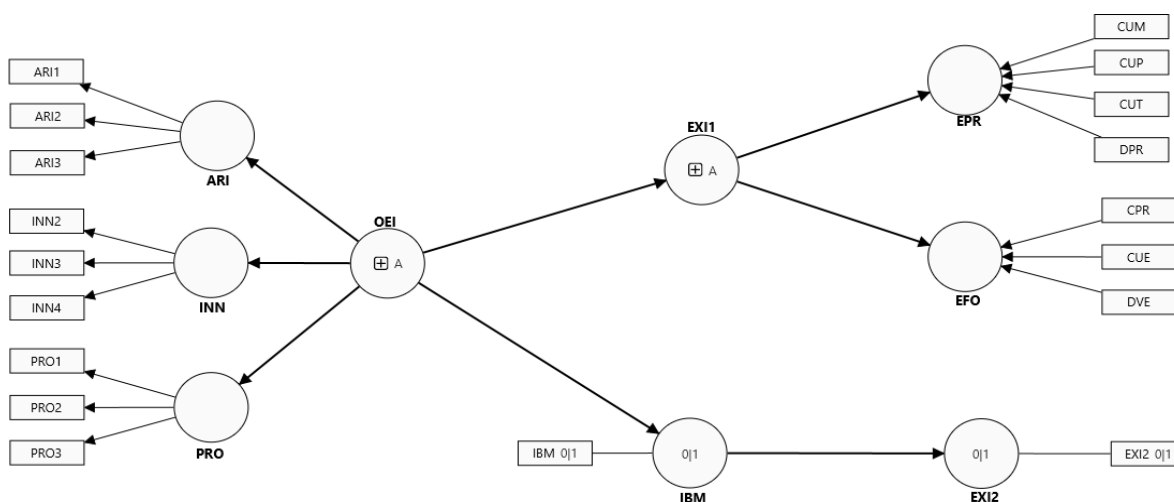 CUM
CUP
CUT
DPR
EPR
ARI1
ARI2
ARI3
ARI
EXI1
A
INN2
INN3
INN4
INN
OEI
A
CPR
CUE
DVE
EFO
PRO1
PRO2
PRO3
PRO
IBM 0|1
0|1
IBM
0|1
EXI2
EXI2 0|1